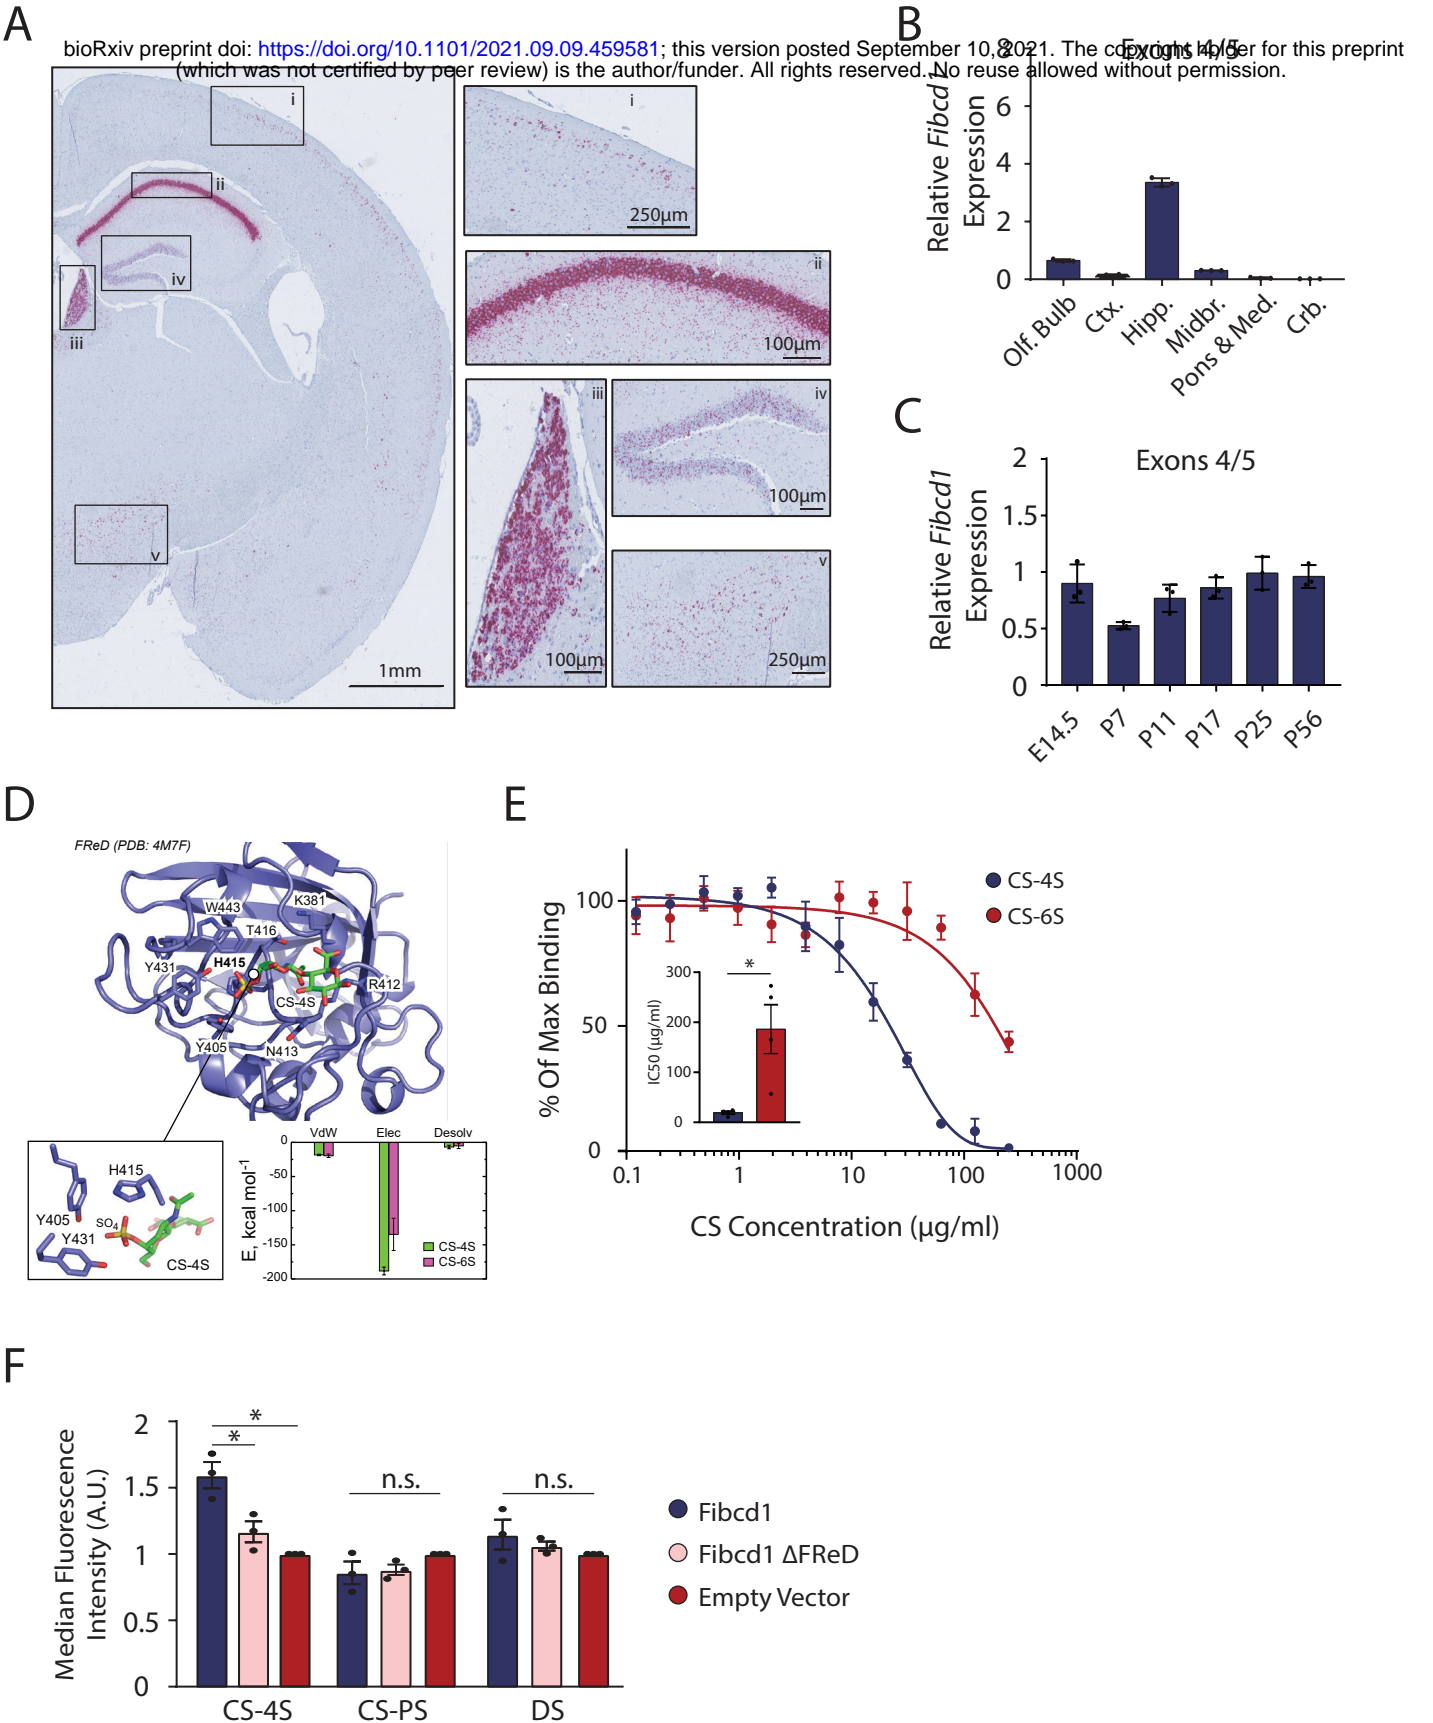 A
B
bioRxiv preprint doi: https://doi.org/10.1101/2021.09.09.459581; this version posted September 10, 2021. The copyright holder for this preprint
(which was not certified by peer review) is the author/funder. All rights reserved. No reuse allowed without permission.
i
ii
iii
iv
v
1mm
i
250µm
ii
100µm
iii
100µm
iv
100µm
v
250µm
Exons 4/5
Relative Fibcd1
Expression
8
6
4
2
0
Olf. Bulb
Ctx.
Hipp.
Midbr.
Pons & Med.
Crb.
C
Exons 4/5
Relative Fibcd1
Expression
2
1.5
1
0.5
0
E14.5
P7
P11
P17
P25
P56
D
FReD (PDB: 4M7F)
W443
K381
T416
Y431
H415
R412
CS-4S
Y405
N413
H415
Y405
SO4
Y431
CS-4S
VdW
Elec
Desolv
E, kcal mol-1
0
-50
-100
-150
-200
CS-4S
CS-6S
E
% Of Max Binding
100
50
0
0.1
1
10
100
1000
CS Concentration (µg/ml)
CS-4S
CS-6S
*
IC50 (µg/ml)
300
200
100
0
F
Median Fluorescence
Intensity (A.U.)
2
1.5
1
0.5
0
*
*
n.s.
n.s.
CS-4S
CS-PS
DS
Fibcd1
Fibcd1 ΔFReD
Empty Vector